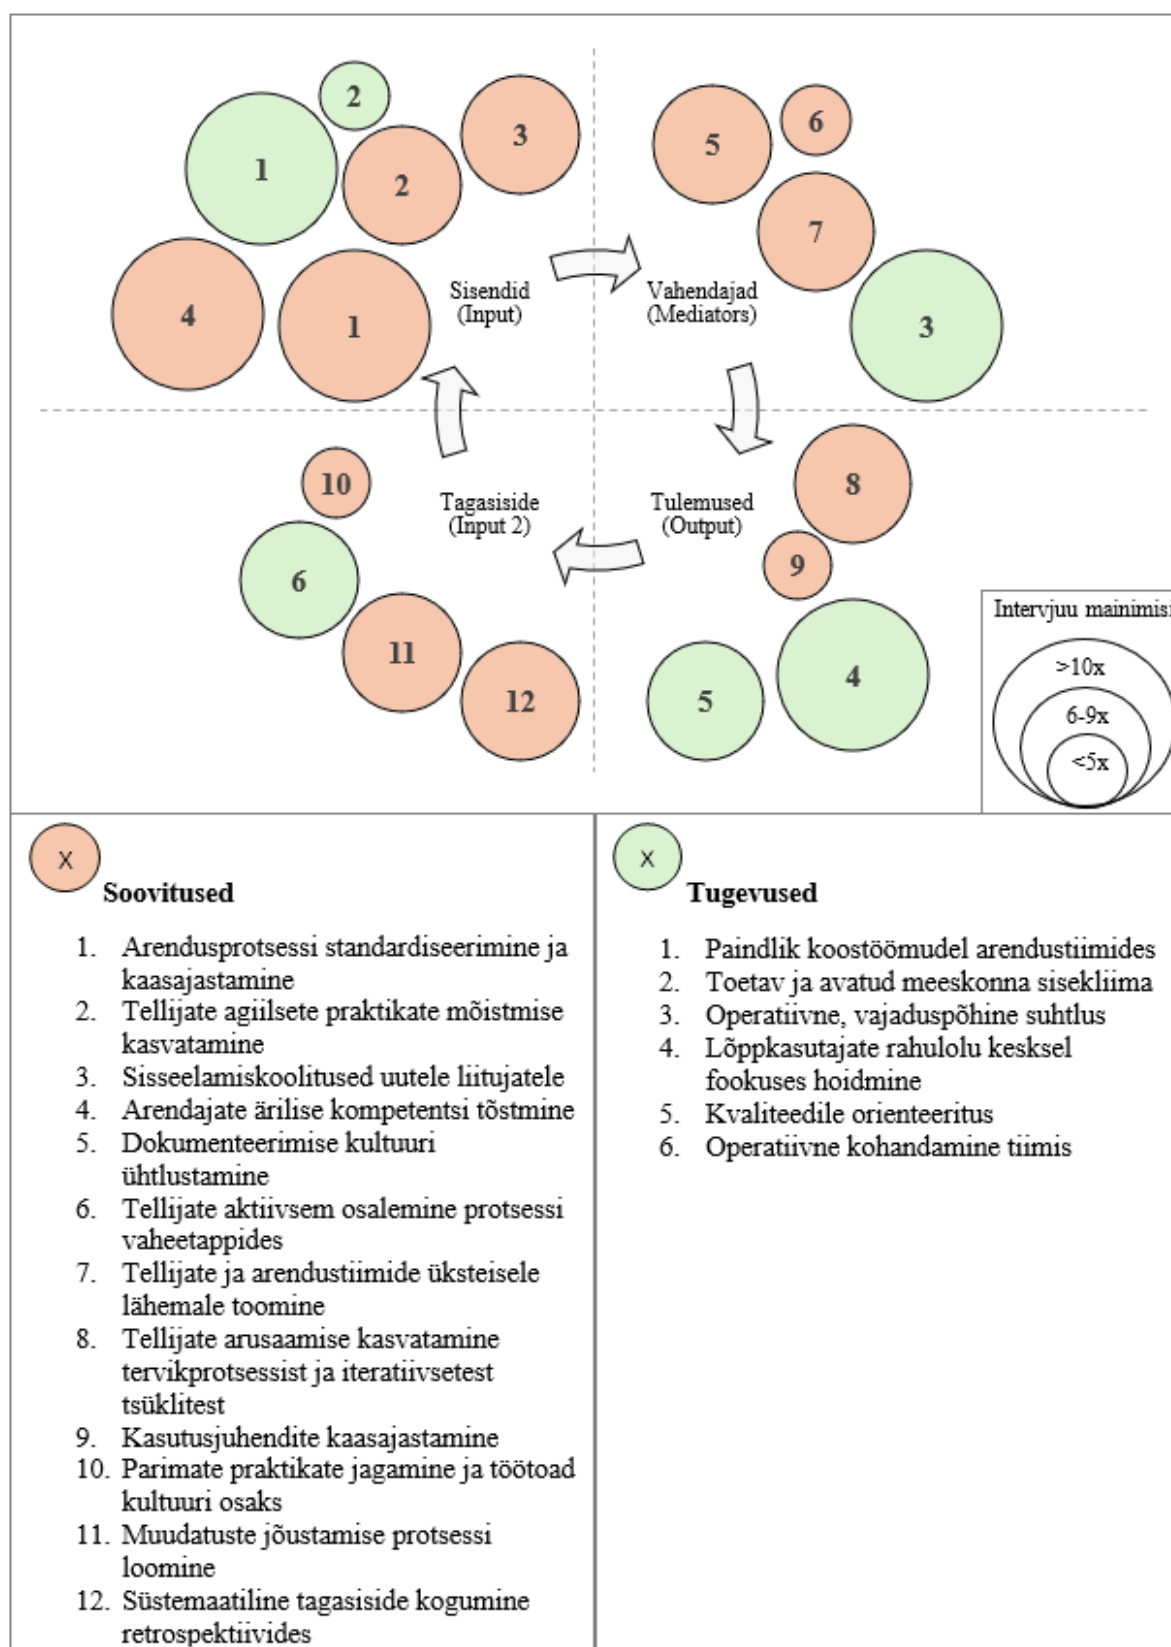 2
3
1
2
4
1
Sisendid
(Input)
5
6
7
3
Vahendajad
(Mediators)
10
6
11
12
Tagasiside
(Input 2)
8
9
4
5
Tulemused
(Output)
Intervjuu mainimisi
>10x
6-9x
<5x
X
Soovitused
1. Arendusprotsessi standardiseerimine ja
kaasajastamine
2. Tellijate agiilsete praktikate mõistmise
kasvatamine
3. Sisseelamiskoolitused uutele liitujatele
4. Arendajate ärilise kompetentsi tõstmine
5. Dokumenteerimise kultuuri
ühtlustamine
6. Tellijate aktiivsem osalemine protsessi
vaheetappides
7. Tellijate ja arendustiimide üksteisele
lähemale toomine
8. Tellijate arusaamise kasvatamine
tervikprotsessist ja iteratiivsetest
tsüklitest
9. Kasutusjuhendite kaasajastamine
10. Parimate praktikate jagamine ja töötoad
kultuuri osaks
11. Muudatuste jõustamise protsessi
loomine
12. Süstemaatiline tagasiside kogumine
retrospektiivides
X
Tugevused
1. Paindlik koostöömudel arendustiimides
2. Toetav ja avatud meeskonna sisekliima
3. Operatiivne, vajaduspõhine suhtlus
4. Lõppkasutajate rahulolu kesksel
fookuses hoidmine
5. Kvaliteedile orienteeritus
6. Operatiivne kohandamine tiimis